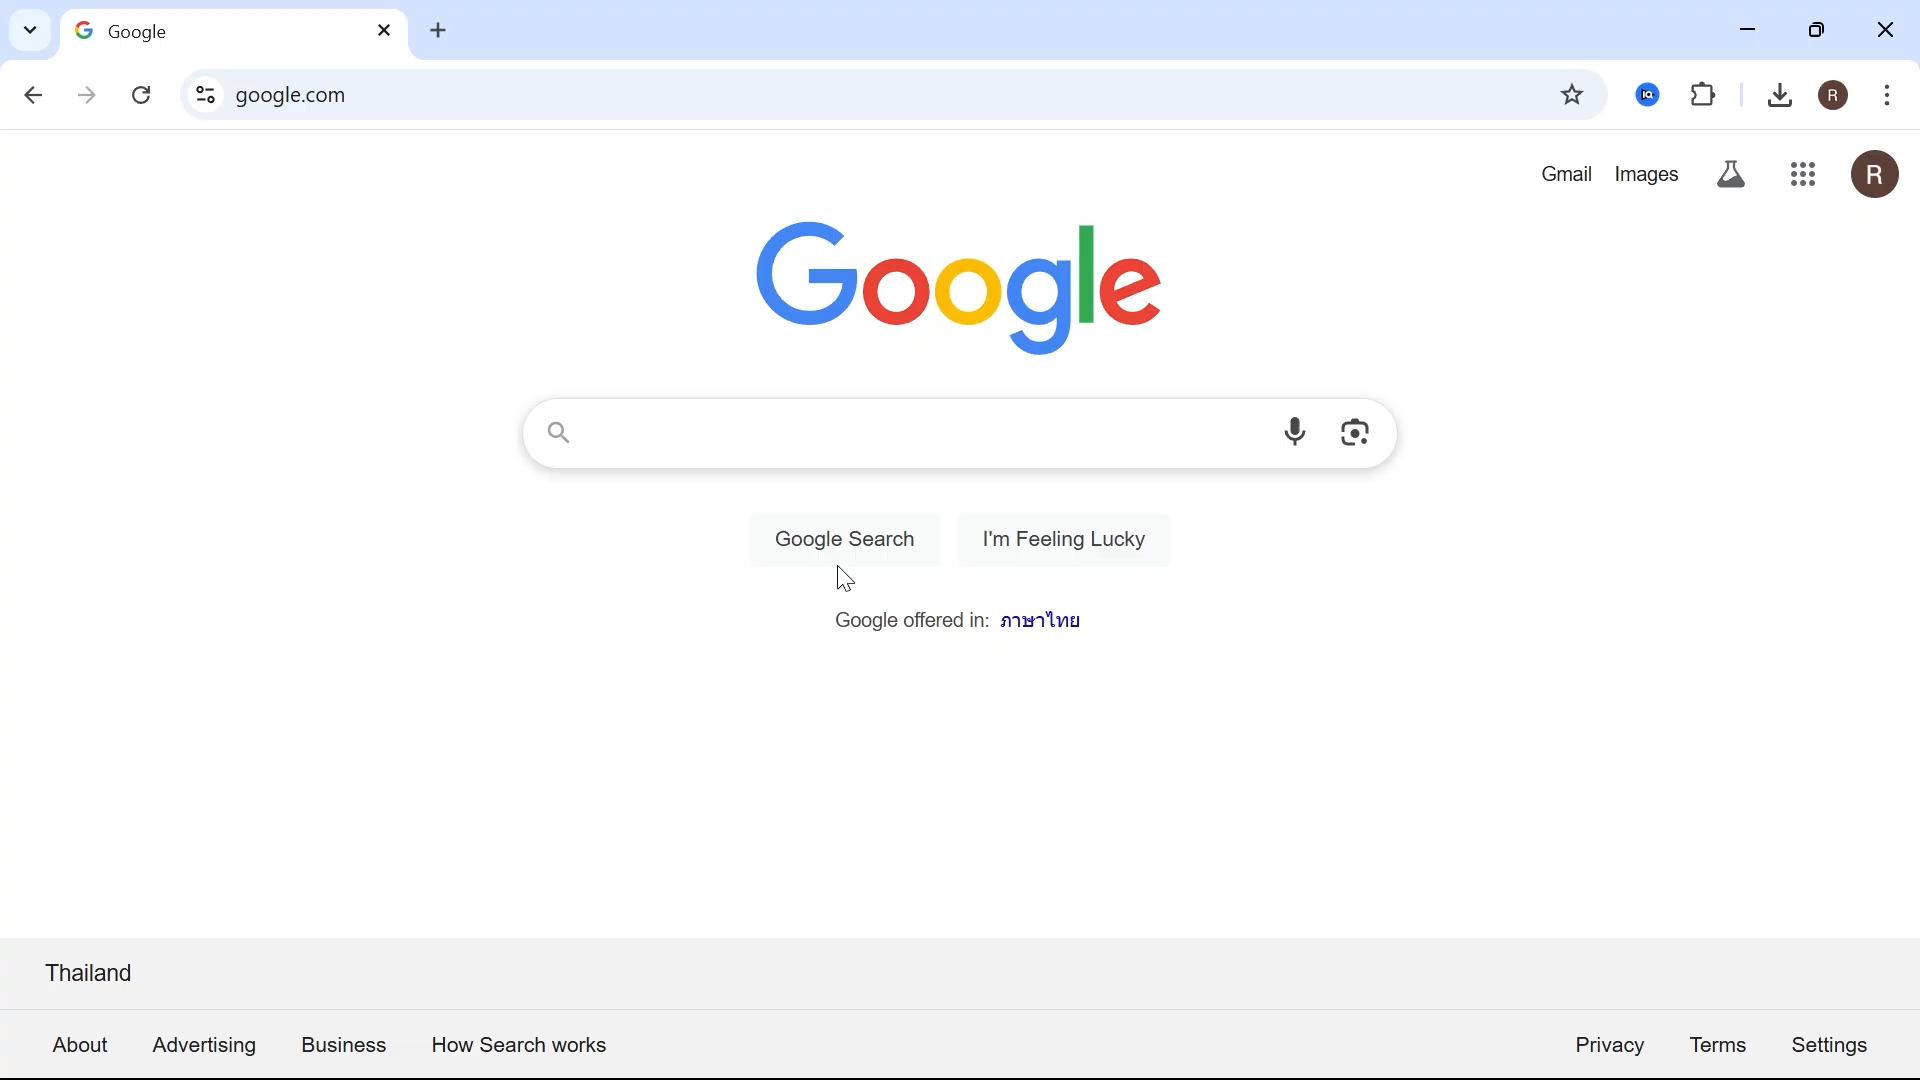 Google
google.com
R
Gmail Images
R
Google
Google Search I'm Feeling Lucky
Google offered in: ภาษาไทย
Thailand
About Advertising Business How Search works Privacy Terms Settings